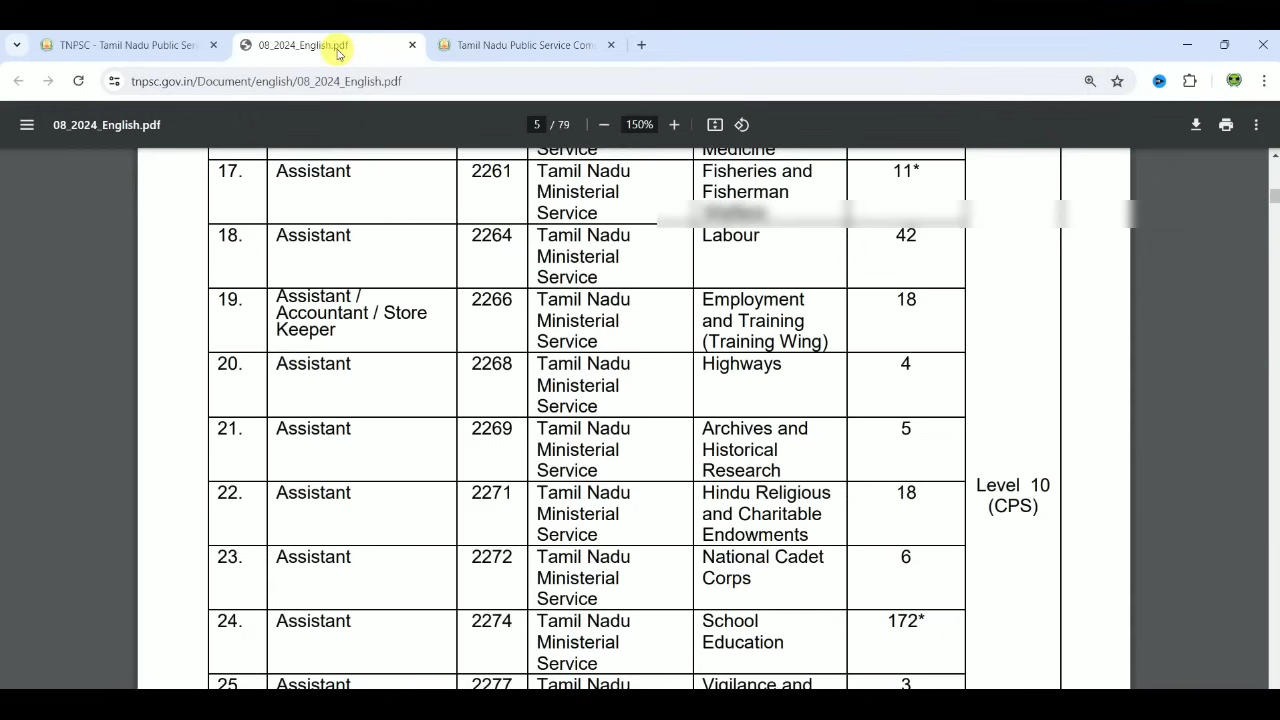 TNPSC - Tamil Nadu Public Ser
08_2024_English.pdf
Tamil Nadu Public Service Com
tnpsc.gov.in/Document/english/08_2024_English.pdf
08_2024_English.pdf
5 / 79
150%
Service
Medicine
17.
Assistant
2261
Tamil Nadu
Ministerial
Service
Fisheries and
Fisherman
11*
18.
Assistant
2264
Tamil Nadu
Ministerial
Service
Labour
42
19.
Assistant /
Accountant / Store
Keeper
2266
Tamil Nadu
Ministerial
Service
Employment
and Training
(Training Wing)
18
20.
Assistant
2268
Tamil Nadu
Ministerial
Service
Highways
4
21.
Assistant
2269
Tamil Nadu
Ministerial
Service
Archives and
Historical
Research
5
22.
Assistant
2271
Tamil Nadu
Ministerial
Service
Hindu Religious
and Charitable
Endowments
18
Level 10
(CPS)
23.
Assistant
2272
Tamil Nadu
Ministerial
Service
National Cadet
Corps
6
24.
Assistant
2274
Tamil Nadu
Ministerial
Service
School
Education
172*
25
Assistant
2277
Tamil Nadu
Vigilance and
3